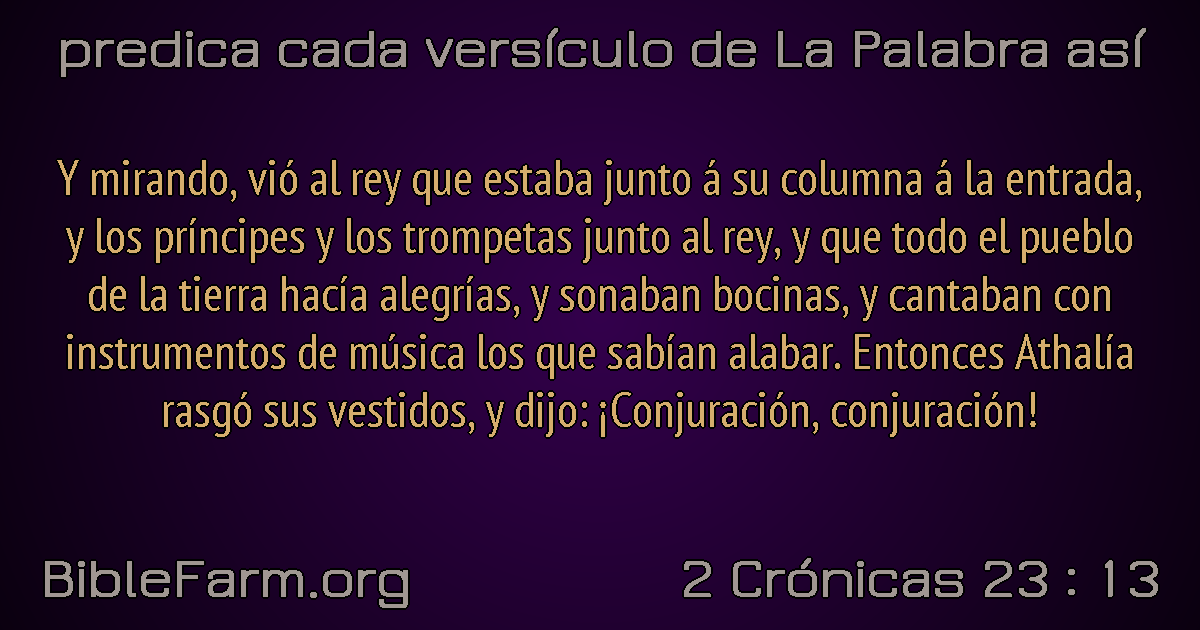 predica cada versículo de La Palabra así
Y mirando, vió al rey que estaba junto á su columna á la entrada,
y los príncipes y los trompetas junto al rey, y que todo el pueblo
de la tierra hacía alegrías, y sonaban bocinas, y cantaban con
instrumentos de música los que sabían alabar. Entonces Athalía
rasgó sus vestidos, y dijo: ¡Conjuración, conjuración!
BibleFarm.org
2 Crónicas 23 : 13